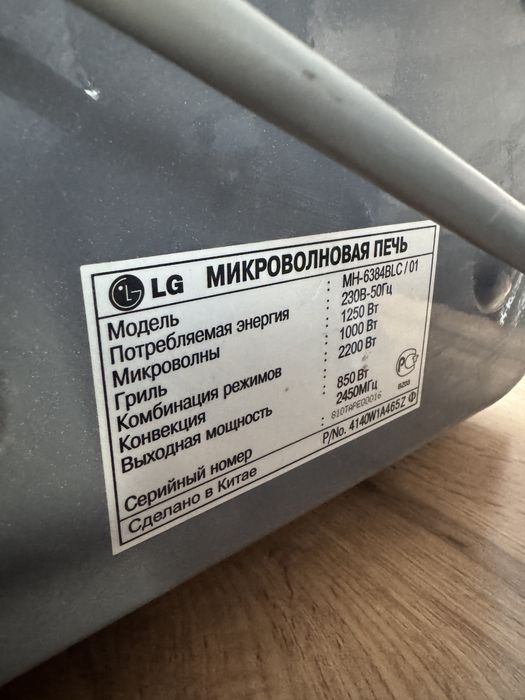 LG МИКРОВОЛНОВАЯ ПЕЧЬ
Модель : MH-6384BLC / 01
Потребляемая энергия : 230В-50Гц
Микроволны : 1250 Вт
Гриль : 1000 Вт
Комбинация режимов : 2200 Вт
Конвекция :
Выходная мощность : 850 Вт
2450МГц
Серийный номер : 810TAPE00016
Сделано в Китае P/No. 4140W1A465Z Ф